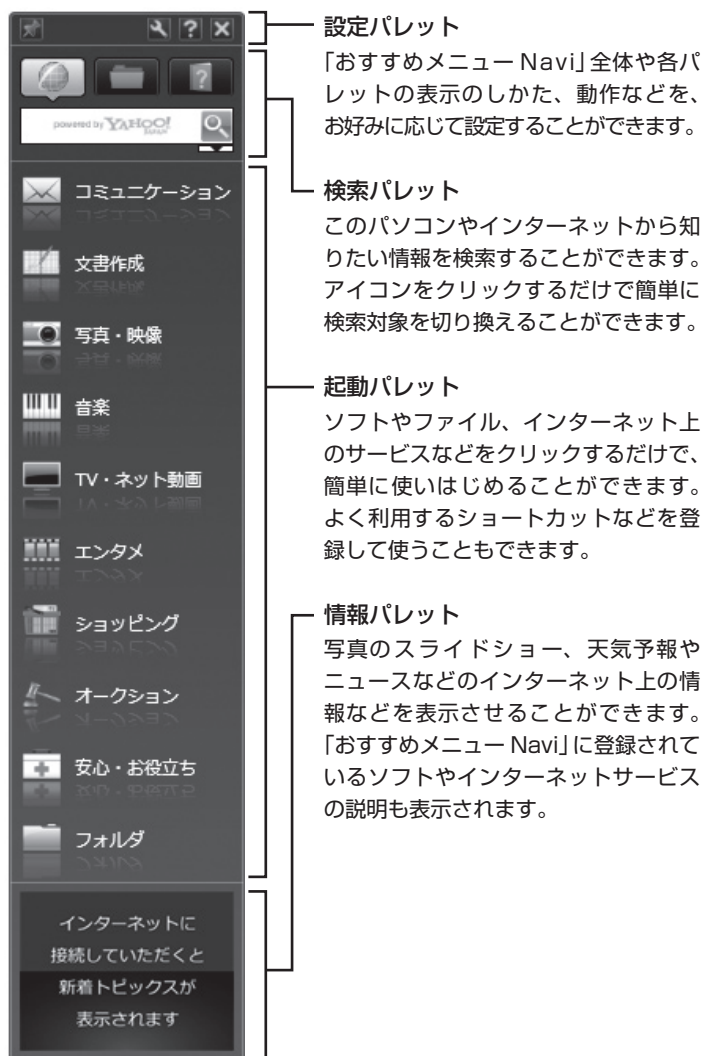 ?
?
powered by YAHOO! JAPAN
コミュニケーション
文書作成
写真・映像
音楽
TV・ネット動画
エンタメ
ショッピング
オークション
安心・お役立ち
フォルダ
インターネットに
接続していただくと
新着トピックスが
表示されます
設定パレット
「おすすめメニュー Navi」全体や各パ
レットの表示のしかた、動作などを、
お好みに応じて設定することができます。
検索パレット
このパソコンやインターネットから知
りたい情報を検索することができます。
アイコンをクリックするだけで簡単に
検索対象を切り換えることができます。
起動パレット
ソフトやファイル、インターネット上
のサービスなどをクリックするだけで、
簡単に使いはじめることができます。
よく利用するショートカットなどを登
録して使うこともできます。
情報パレット
写真のスライドショー、天気予報や
ニュースなどのインターネット上の情
報などを表示させることができます。
「おすすめメニュー Navi」に登録されて
いるソフトやインターネットサービス
の説明も表示されます。